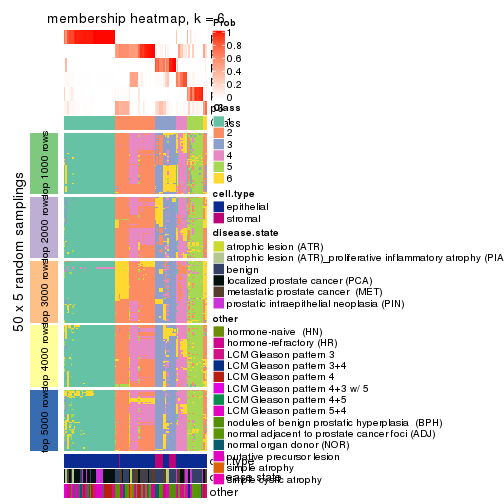 membership heatmap, k = 6
Prob
1
0.8
0.6
0.4
0.2
0
Class
1
2
3
4
5
6
cell.type
epithelial
stromal
disease.state
atrophic lesion (ATR)
atrophic lesion (ATR)_proliferative inflammatory atrophy (PIA
benign
localized prostate cancer (PCA)
metastatic prostate cancer (MET)
prostatic intraepithelial neoplasia (PIN)
other
hormone-naive (HN)
hormone-refractory (HR)
LCM Gleason pattern 3
LCM Gleason pattern 3+4
LCM Gleason pattern 4
LCM Gleason pattern 4+3 w/ 5
LCM Gleason pattern 4+5
LCM Gleason pattern 5+4
nodules of benign prostatic hyperplasia (BPH)
normal adjacent to prostate cancer foci (ADJ)
normal organ donor (NOR)
putative precursor lesion
simple atrophy
simple cystic atrophy
50 x 5 random samplings
top 1000 rows
top 2000 rows
top 3000 rows
top 4000 rows
top 5000 rows
other